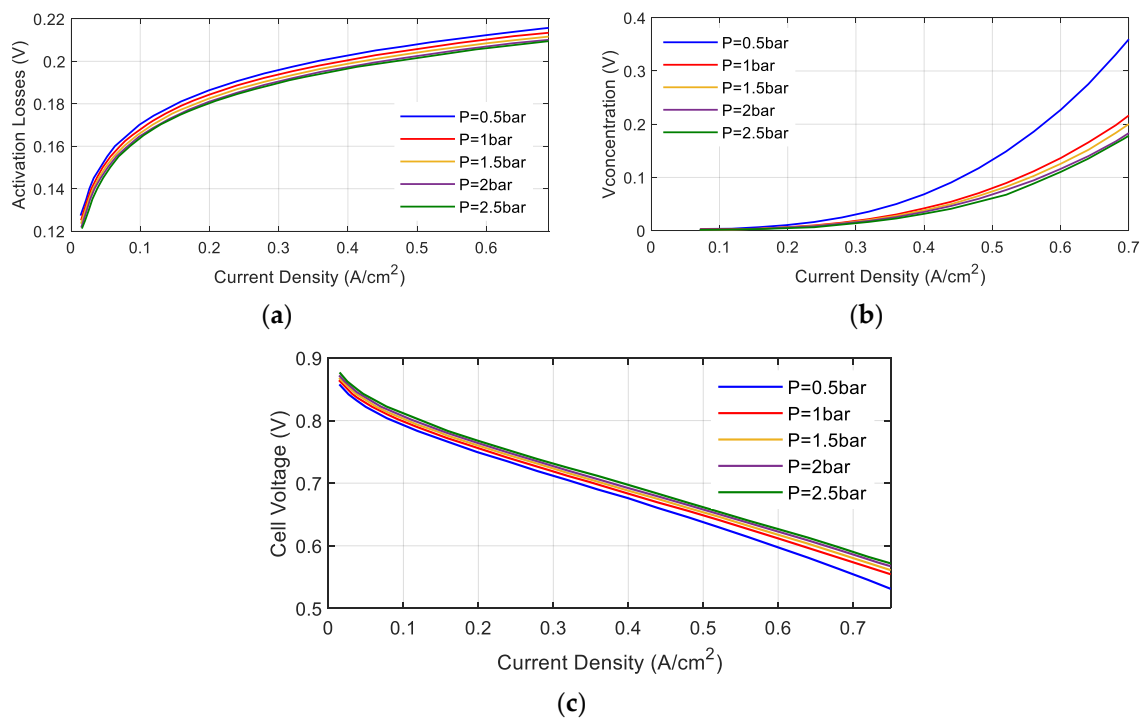 0.22
0.2
0.18
0.16
0.14
0.12
Activation Losses (V)
0 0.1 0.2 0.3 0.4 0.5 0.6
Current Density (A/cm²)
P=0.5bar
P=1bar
P=1.5bar
P=2bar
P=2.5bar
(a)
0.4
0.3
0.2
0.1
0
Vconcentration (V)
0 0.1 0.2 0.3 0.4 0.5 0.6 0.7
Current Density (A/cm²)
P=0.5bar
P=1bar
P=1.5bar
P=2bar
P=2.5bar
(b)
0.9
0.8
0.7
0.6
0.5
Cell Voltage (V)
0 0.1 0.2 0.3 0.4 0.5 0.6 0.7
Current Density (A/cm²)
P=0.5bar
P=1bar
P=1.5bar
P=2bar
P=2.5bar
(c)